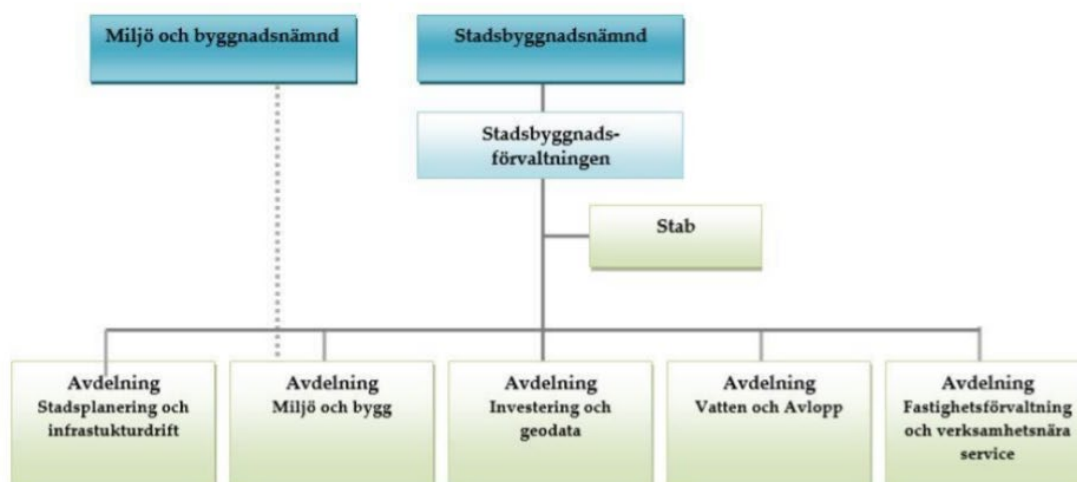 Miljö och byggnadsnämnd
Stadsbyggnadsnämnd
Stadsbyggnads-
förvaltningen
Stab
Avdelning
Stadsplanering och
infrastukturdrift
Avdelning
Miljö och bygg
Avdelning
Investering och
geodata
Avdelning
Vatten och Avlopp
Avdelning
Fastighetsförvaltning
och verksamhetsnära
service